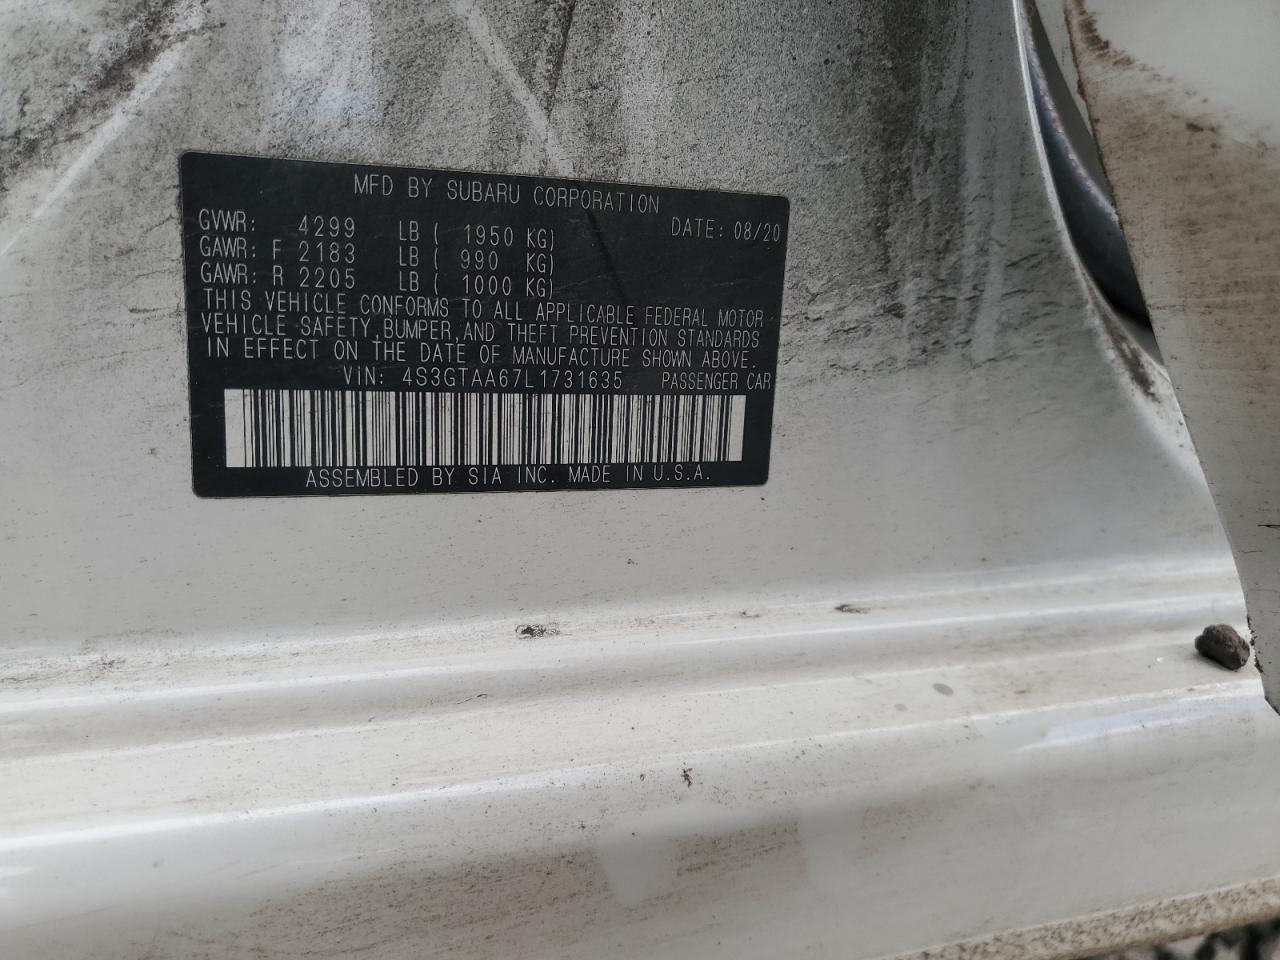 MFD BY SUBARU CORPORATION
GVWR: 4299 LB ( 1950 KG) DATE: 08/20
GAWR: F 2183 LB ( 990 KG)
GAWR: R 2205 LB ( 1000 KG)
THIS VEHICLE CONFORMS TO ALL APPLICABLE FEDERAL MOTOR
VEHICLE SAFETY, BUMPER, AND THEFT PREVENTION STANDARDS
IN EFFECT ON THE DATE OF MANUFACTURE SHOWN ABOVE.
ViN: 4S3GTAA67L1731635 PASSENGER CAR
ASSEMBLED BY SIA INC. MADE IN U.S.A.